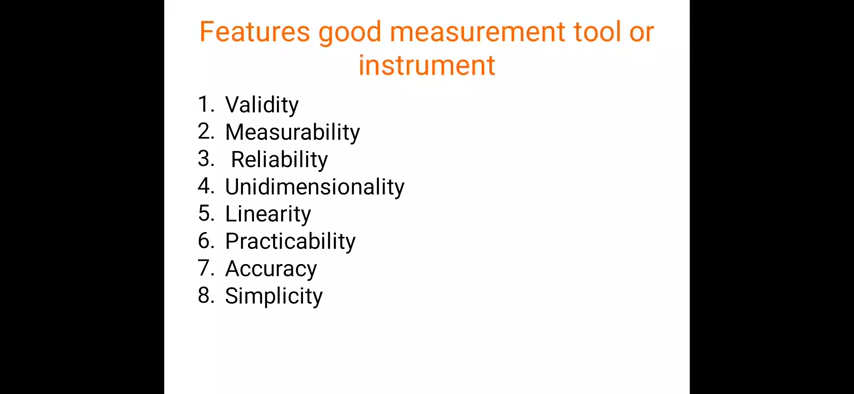 Features good measurement tool or
instrument
1. Validity
2. Measurability
3. Reliability
4. Unidimensionality
5. Linearity
6. Practicability
7. Accuracy
8. Simplicity